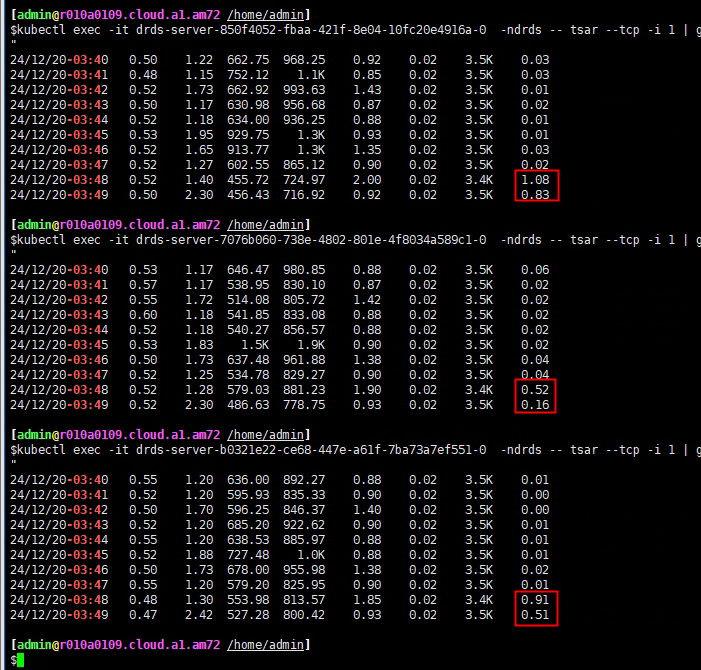 [admin@r010a0109.cloud.a1.am72 /home/admin]
$kubectl exec -it drds-server-850f4052-fbaa-421f-8e04-10fc20e4916a-0 -ndrds -- tsar --tcp -i 1 | g
"
24/12/20-03:40 0.50 1.22 662.75 968.25 0.92 0.02 3.5K 0.03
24/12/20-03:41 0.48 1.15 752.12 1.1K 0.85 0.02 3.5K 0.03
24/12/20-03:42 0.52 1.73 662.92 993.63 1.43 0.02 3.5K 0.01
24/12/20-03:43 0.50 1.17 630.98 956.68 0.87 0.02 3.5K 0.02
24/12/20-03:44 0.52 1.18 634.00 936.25 0.88 0.02 3.5K 0.01
24/12/20-03:45 0.53 1.95 929.75 1.3K 0.93 0.02 3.5K 0.01
24/12/20-03:46 0.52 1.65 913.77 1.3K 1.35 0.02 3.5K 0.03
24/12/20-03:47 0.52 1.27 602.55 865.12 0.90 0.02 3.5K 0.02
24/12/20-03:48 0.52 1.40 455.72 724.97 2.00 0.02 3.4K 1.08
24/12/20-03:49 0.50 2.30 456.43 716.92 0.92 0.02 3.5K 0.83
[admin@r010a0109.cloud.a1.am72 /home/admin]
$kubectl exec -it drds-server-7076b060-738e-4802-801e-4f8034a589c1-0 -ndrds -- tsar --tcp -i 1 | g
"
24/12/20-03:40 0.53 1.17 646.47 980.85 0.88 0.02 3.5K 0.06
24/12/20-03:41 0.57 1.17 538.95 830.10 0.87 0.02 3.5K 0.02
24/12/20-03:42 0.55 1.72 514.08 805.72 1.42 0.02 3.5K 0.02
24/12/20-03:43 0.60 1.18 541.85 833.08 0.88 0.02 3.5K 0.02
24/12/20-03:44 0.52 1.18 540.27 856.57 0.88 0.02 3.5K 0.02
24/12/20-03:45 0.53 1.83 1.5K 1.9K 0.90 0.02 3.5K 0.02
24/12/20-03:46 0.50 1.73 637.48 961.88 1.38 0.02 3.5K 0.04
24/12/20-03:47 0.52 1.25 534.78 829.27 0.90 0.02 3.5K 0.04
24/12/20-03:48 0.52 1.28 579.03 881.23 1.90 0.02 3.4K 0.52
24/12/20-03:49 0.52 2.30 486.63 778.75 0.93 0.02 3.5K 0.16
[admin@r010a0109.cloud.a1.am72 /home/admin]
$kubectl exec -it drds-server-b0321e22-ce68-447e-a61f-7ba73a7ef551-0 -ndrds -- tsar --tcp -i 1 | g
"
24/12/20-03:40 0.55 1.20 636.00 892.27 0.88 0.02 3.5K 0.01
24/12/20-03:41 0.52 1.20 595.93 835.33 0.90 0.02 3.5K 0.00
24/12/20-03:42 0.50 1.70 596.25 846.37 1.40 0.02 3.5K 0.00
24/12/20-03:43 0.52 1.20 685.20 922.62 0.90 0.02 3.5K 0.01
24/12/20-03:44 0.55 1.20 638.53 885.97 0.88 0.02 3.5K 0.01
24/12/20-03:45 0.52 1.88 727.48 1.0K 0.88 0.02 3.5K 0.01
24/12/20-03:46 0.50 1.73 678.00 955.98 1.38 0.02 3.5K 0.02
24/12/20-03:47 0.55 1.20 579.20 825.95 0.90 0.02 3.5K 0.01
24/12/20-03:48 0.48 1.30 553.98 813.57 1.85 0.02 3.4K 0.91
24/12/20-03:49 0.47 2.42 527.28 800.42 0.93 0.02 3.5K 0.51
[admin@r010a0109.cloud.a1.am72 /home/admin]
$